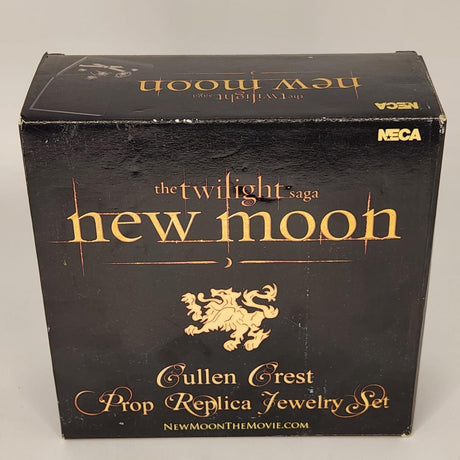 the twilight saga
new moon
NECA
NECA
the twilight saga
new moon
Cullen Crest
Prop Replica Jewelry Set
NEWMOONTHEMOVIE.COM